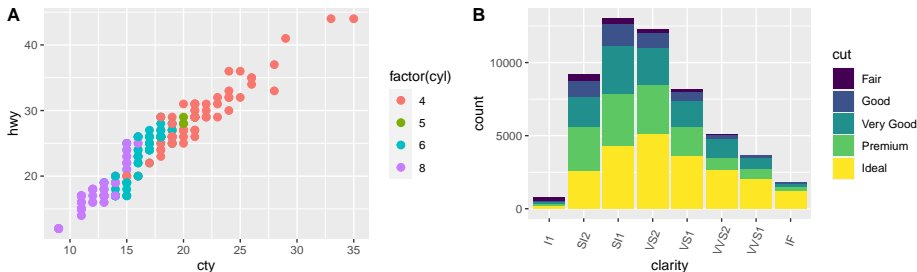 A
hwy
40
30
20
10
15
20
25
30
35
cty
factor(cyl)
4
5
6
8
B
count
10000
5000
0
I1
SI2
SI1
VS2
VS1
VVS2
VVS1
IF
clarity
cut
Fair
Good
Very Good
Premium
Ideal